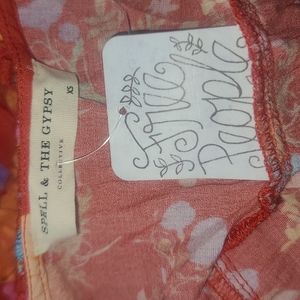 SPELL & THE GYPSY
COLLECTIVE
XS
Free
People